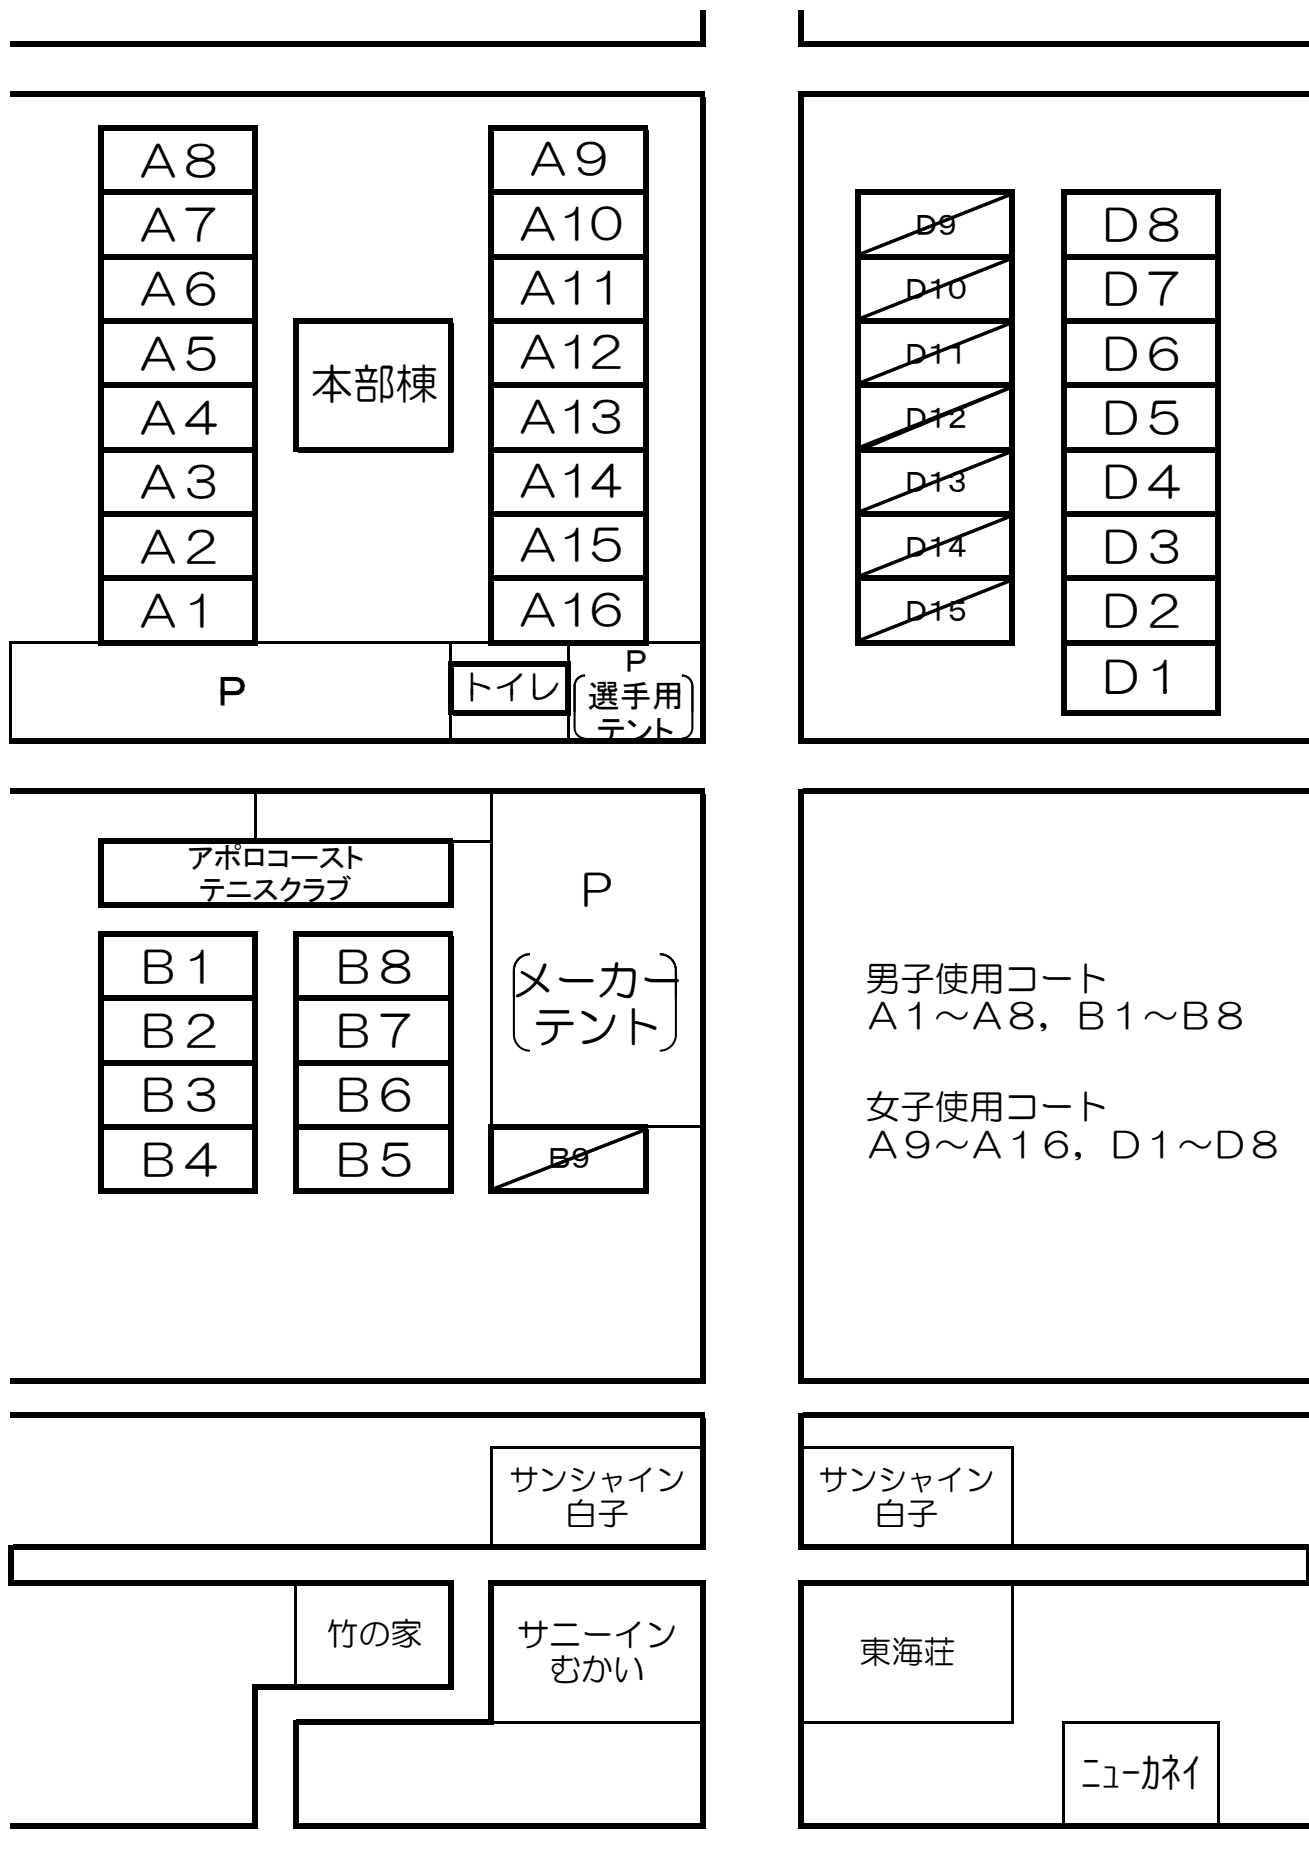 A8
A7
A6
A5
A4
A3
A2
A1
本部棟
A9
A10
A11
A12
A13
A14
A15
A16
P
トイレ
P
選手用
テント
D9
D10
D11
D12
D13
D14
D15
D8
D7
D6
D5
D4
D3
D2
D1
アポロコースト
テニスクラブ
B1
B2
B3
B4
B8
B7
B6
B5
P
メーカー
テント
B9
男子使用コート
A1～A8，B1～B8
女子使用コート
A9～A16，D1～D8
サンシャイン
白子
サンシャイン
白子
竹の家
サニーイン
むかい
東海荘
ニューカネイ